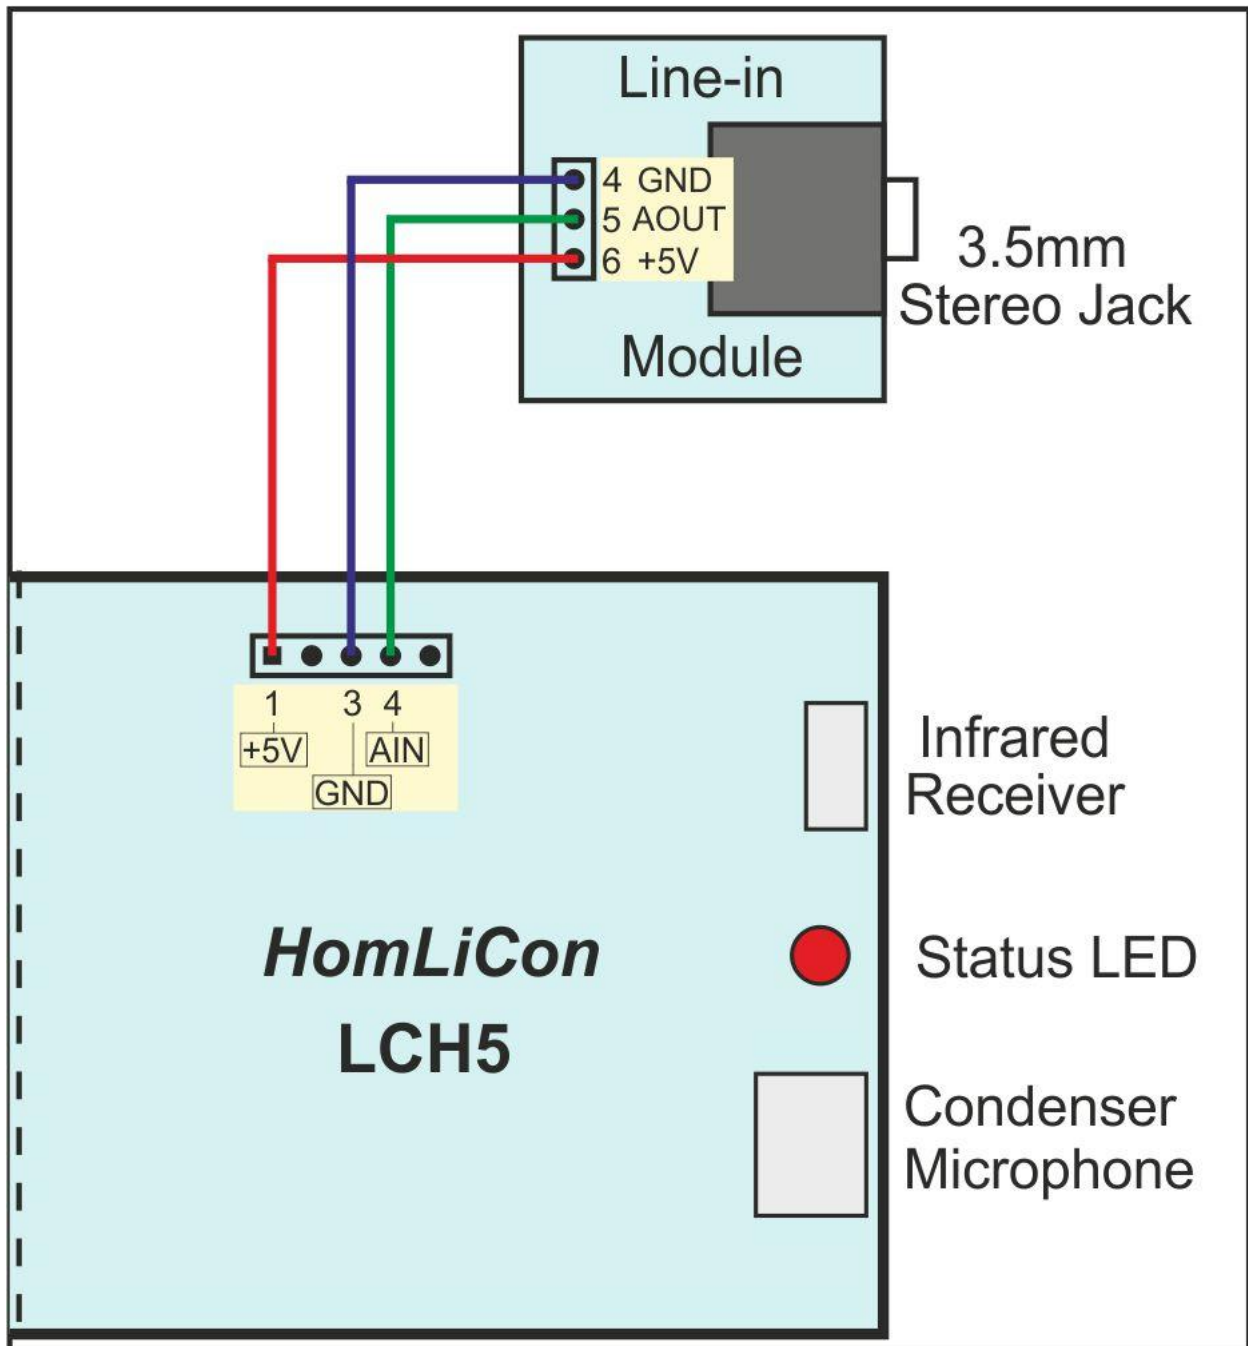 Line-in
4 GND
5 AOUT
6 +5V
Module
3.5mm
Stereo Jack
1 3 4
+5V AIN
GND
Infrared
Receiver
HomLiCon
LCH5
Status LED
Condenser
Microphone